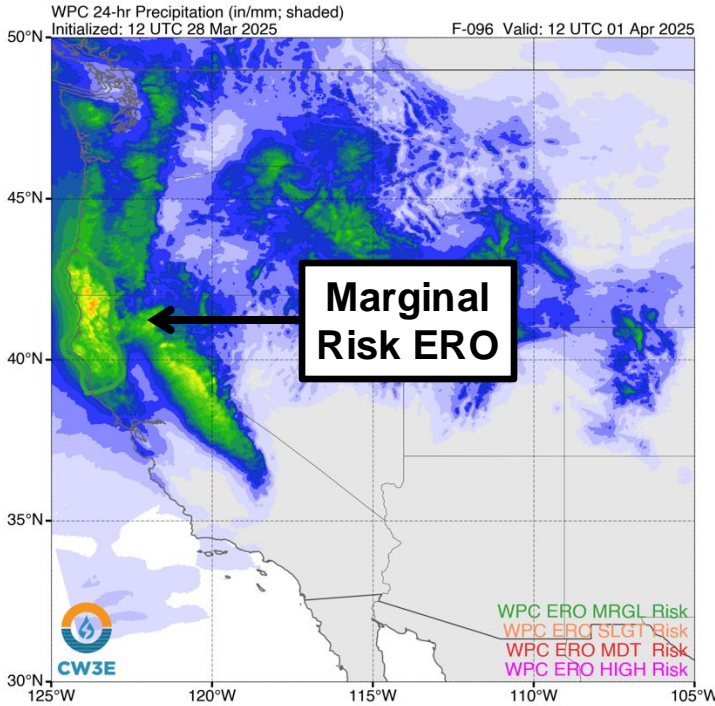 WPC 24-hr Precipitation (in/mm; shaded)
Initialized: 12 UTC 28 Mar 2025
F-096 Valid: 12 UTC 01 Apr 2025
50°N
45°N
40°N
35°N
30°N
Marginal
Risk ERO
WPC ERO MRGL Risk
WPC ERO SLGT Risk
WPC ERO MDT Risk
WPC ERO HIGH Risk
CW3E
125°W
120°W
115°W
110°W
105°W